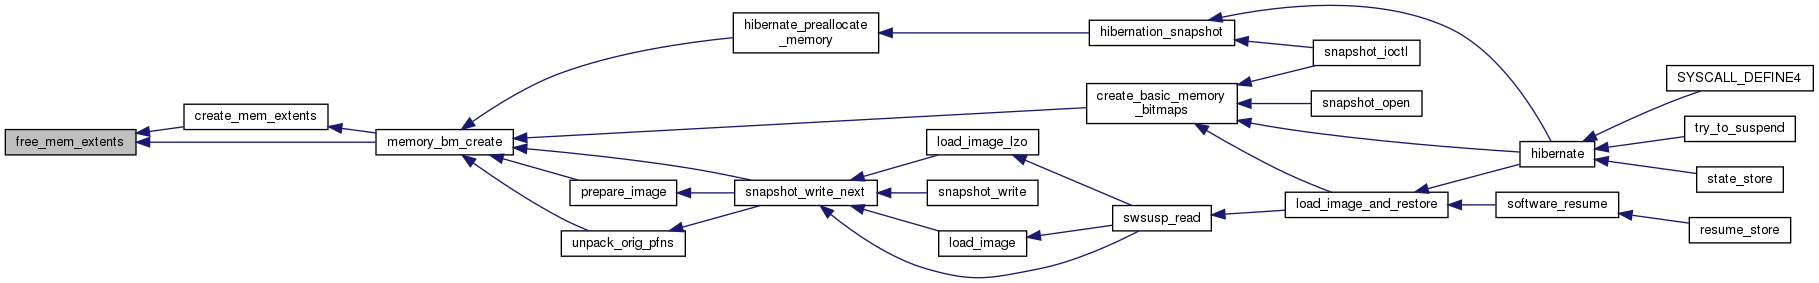 free_mem_extents
create_mem_extents
memory_bm_create
hibernate_preallocate
_memory
prepare_image
unpack_orig_pfns
snapshot_write_next
load_image_lzo
snapshot_write
load_image
hibernation_snapshot
create_basic_memory
_bitmaps
swsusp_read
snapshot_ioctl
snapshot_open
load_image_and_restore
hibernate
software_resume
SYSCALL_DEFINE4
try_to_suspend
state_store
resume_store